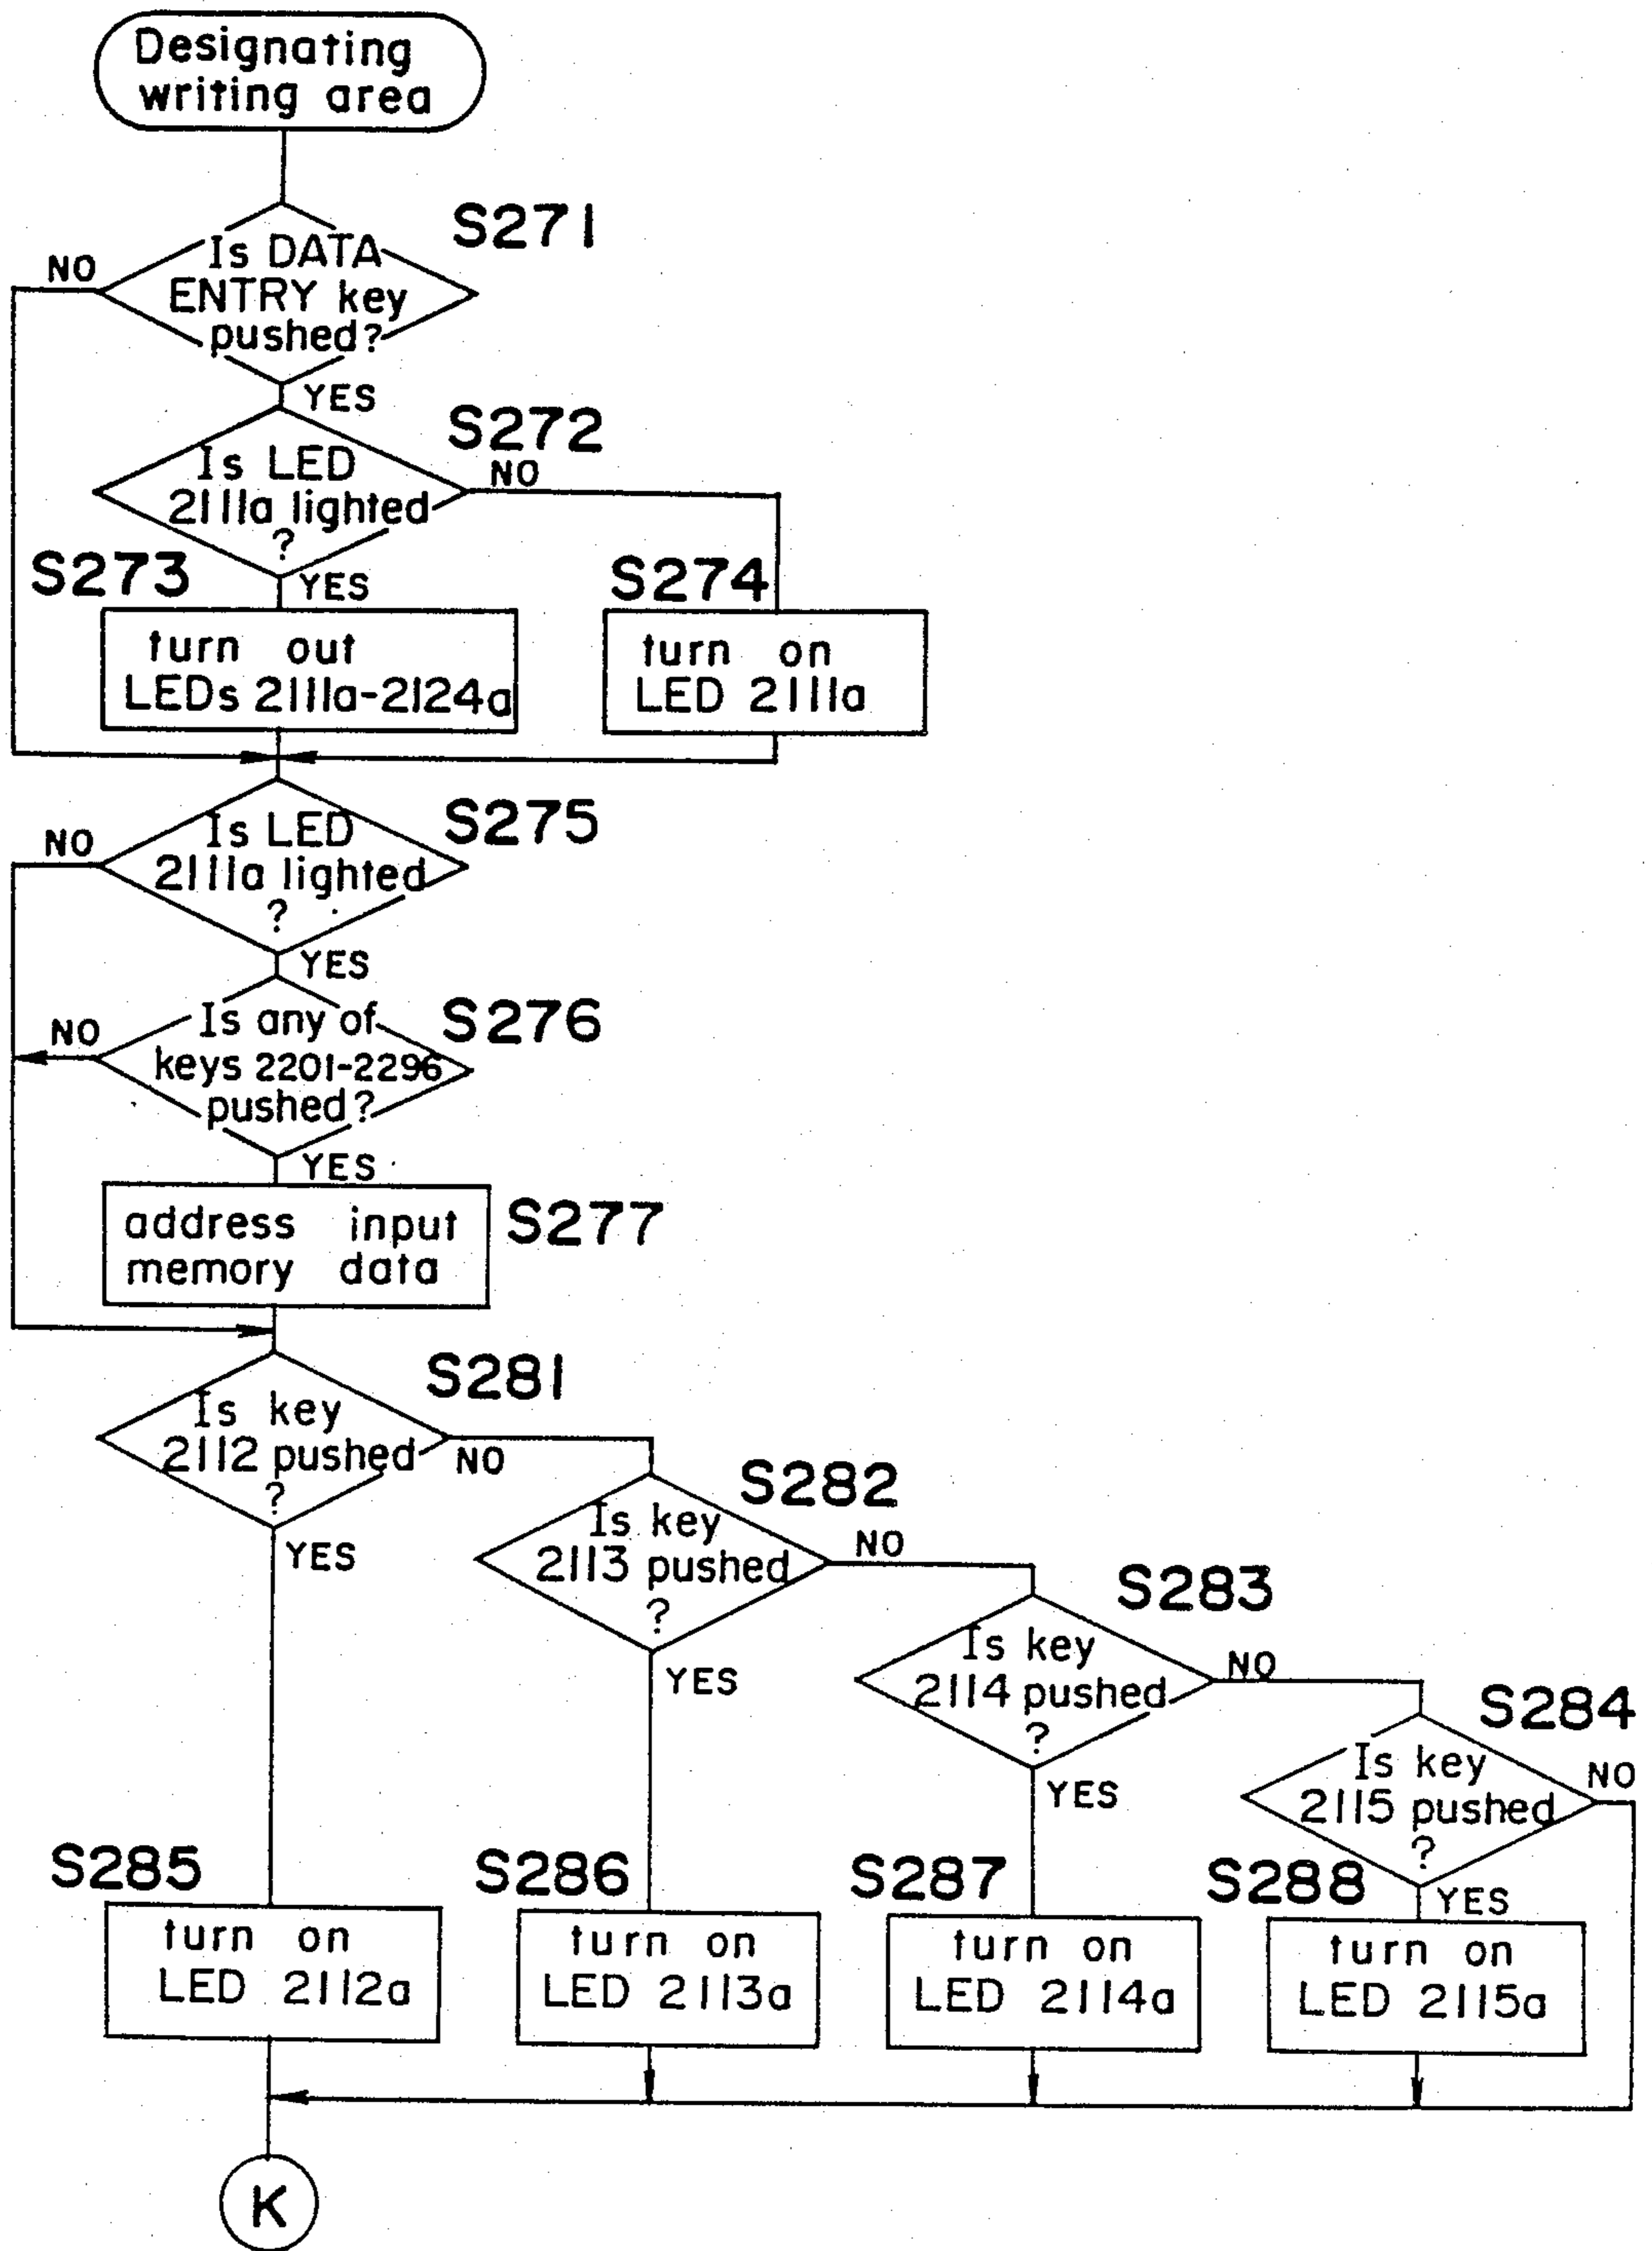 Designating
writing area
S271
Is DATA
ENTRY key
pushed?
NO
YES
S272
Is LED
2111a lighted
?
NO
YES
S273
turn out
LEDs 2111a-2124a
S274
turn on
LED 2111a
S275
Is LED
2111a lighted
?
NO
YES
S276
Is any of
keys 2201-2296
pushed?
NO
YES
S277
address input
memory data
S281
Is key
2112 pushed
?
NO
YES
S282
Is key
2113 pushed
?
NO
YES
S283
Is key
2114 pushed
?
NO
YES
S284
Is key
2115 pushed
?
NO
YES
S285
turn on
LED 2112a
S286
turn on
LED 2113a
S287
turn on
LED 2114a
S288
turn on
LED 2115a
K